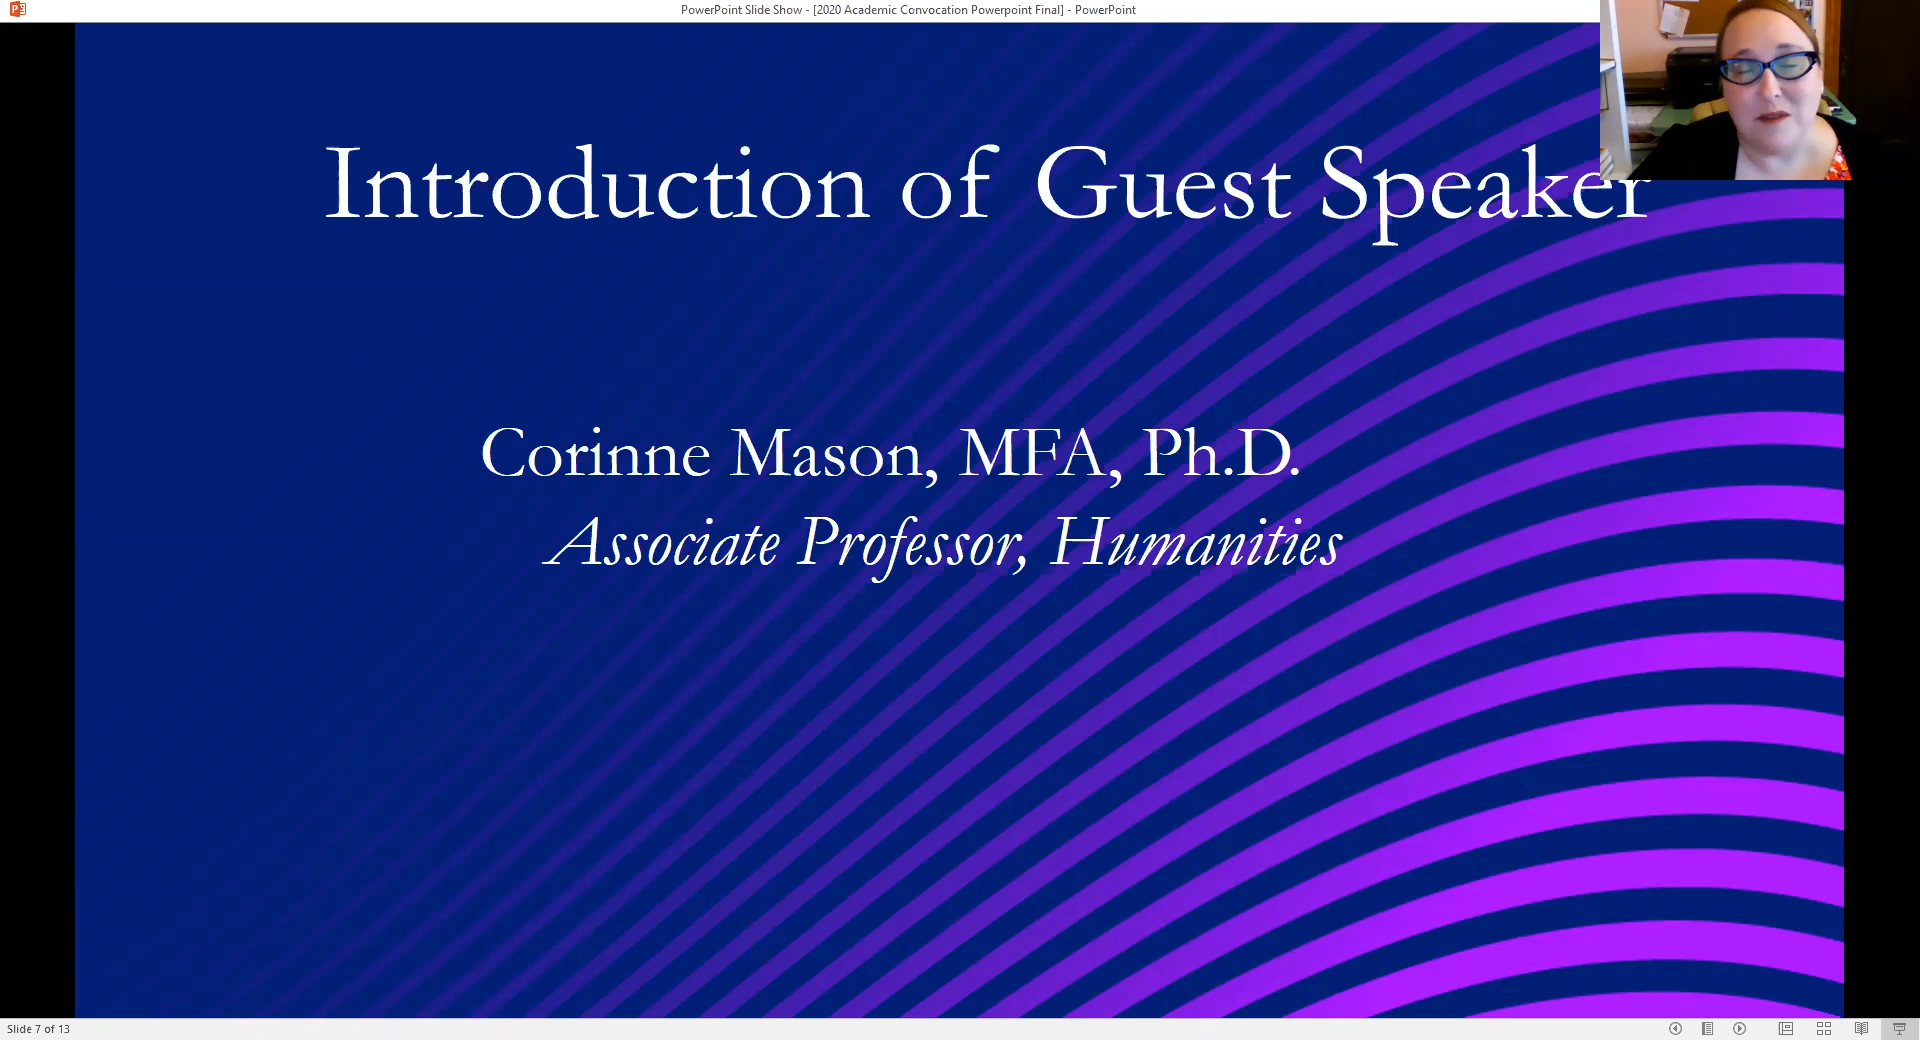 PowerPoint Slide Show - [2020 Academic Convocation Powerpoint Final] - PowerPoint
Introduction of Guest Speaker
Corinne Mason, MFA, Ph.D.
Associate Professor, Humanities
Slide 7 of 13